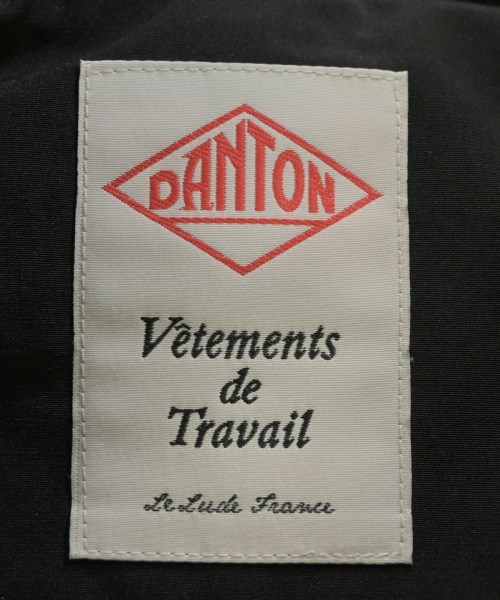 DANTON
Vêtements
de
Travail
Le Lude France